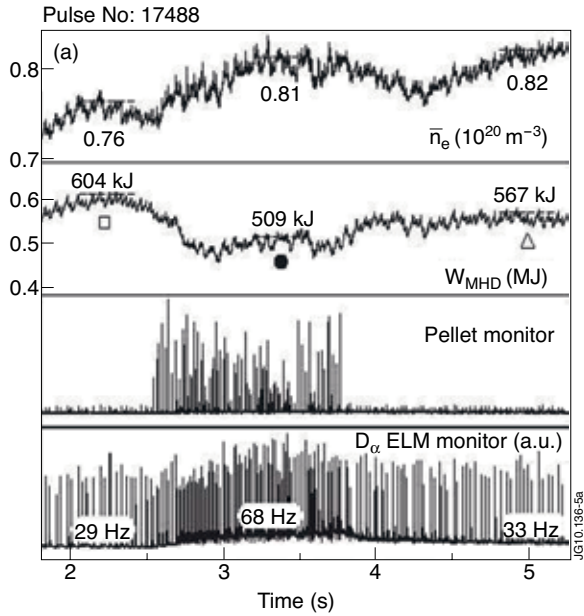 Pulse No: 17488
(a)
0.8
0.7
0.76
0.81
0.82
n̅e (10²⁰ m⁻³)
0.6
0.5
0.4
604 kJ
509 kJ
567 kJ
WMHD (MJ)
Pellet monitor
Dα ELM monitor (a.u.)
29 Hz
68 Hz
33 Hz
2 3 4 5
Time (s)
JG10.136-5a